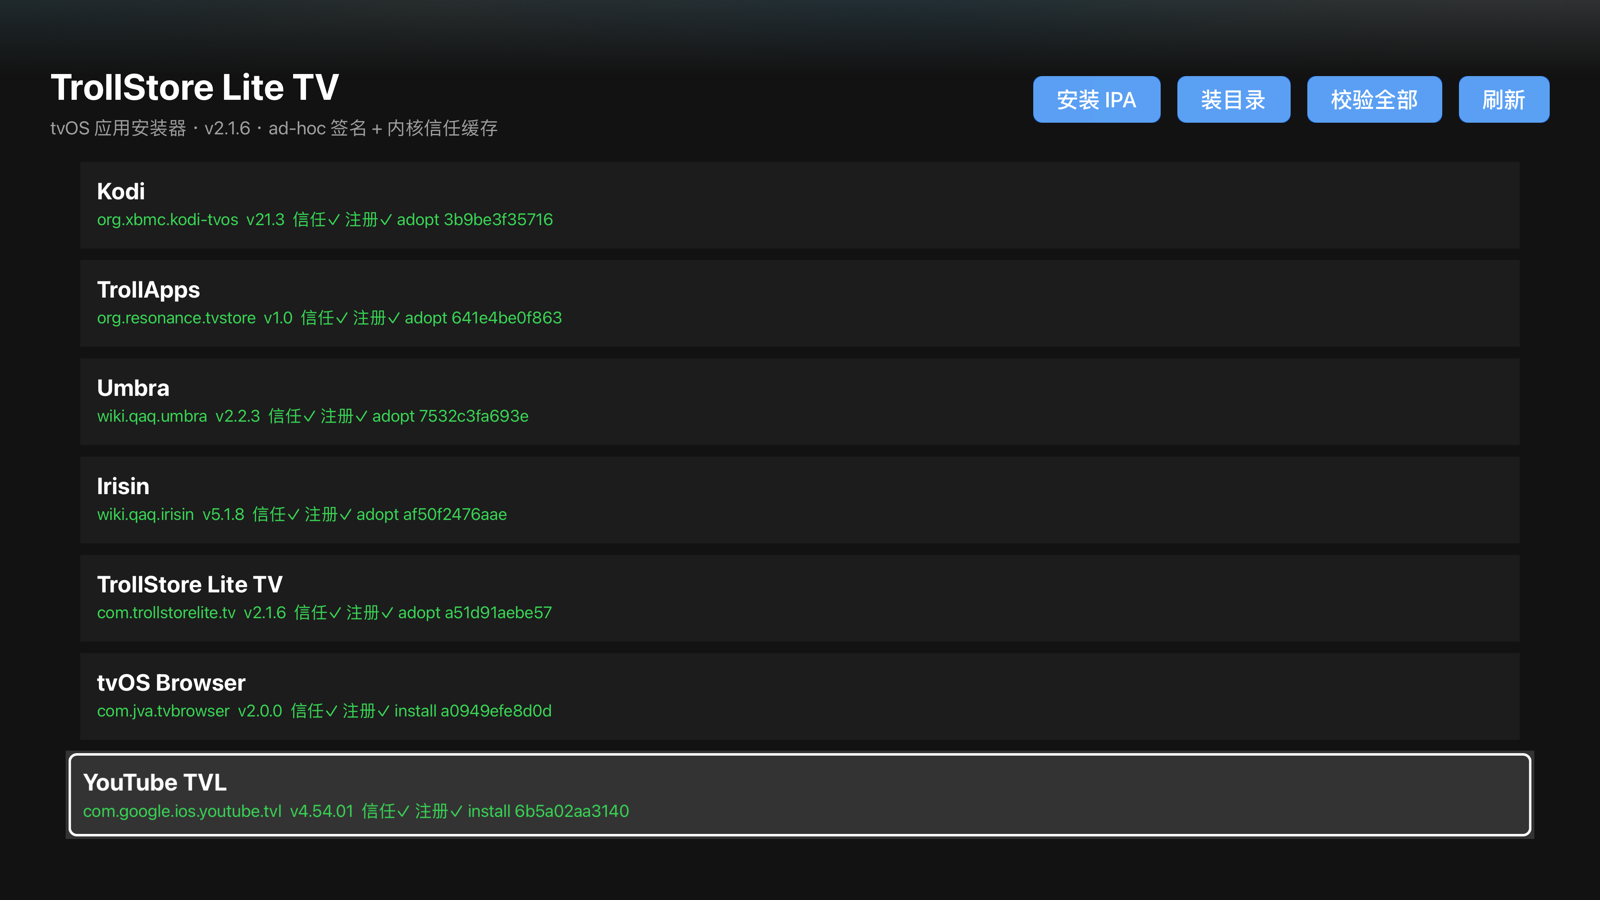 TrollStore Lite TV
tvOS 应用安装器 · v2.1.6 · ad-hoc 签名 + 内核信任缓存
安装 IPA
装目录
校验全部
刷新
Kodi
org.xbmc.kodi-tvos v21.3 信任✓ 注册✓ adopt 3b9be3f35716
TrollApps
org.resonance.tvstore v1.0 信任✓ 注册✓ adopt 641e4be0f863
Umbra
wiki.qaq.umbra v2.2.3 信任✓ 注册✓ adopt 7532c3fa693e
Irisin
wiki.qaq.irisin v5.1.8 信任✓ 注册✓ adopt af50f2476aae
TrollStore Lite TV
com.trollstorelite.tv v2.1.6 信任✓ 注册✓ adopt a51d91aebe57
tvOS Browser
com.jva.tvbrowser v2.0.0 信任✓ 注册✓ install a0949efe8d0d
YouTube TVL
com.google.ios.youtube.tvl v4.54.01 信任✓ 注册✓ install 6b5a02aa3140